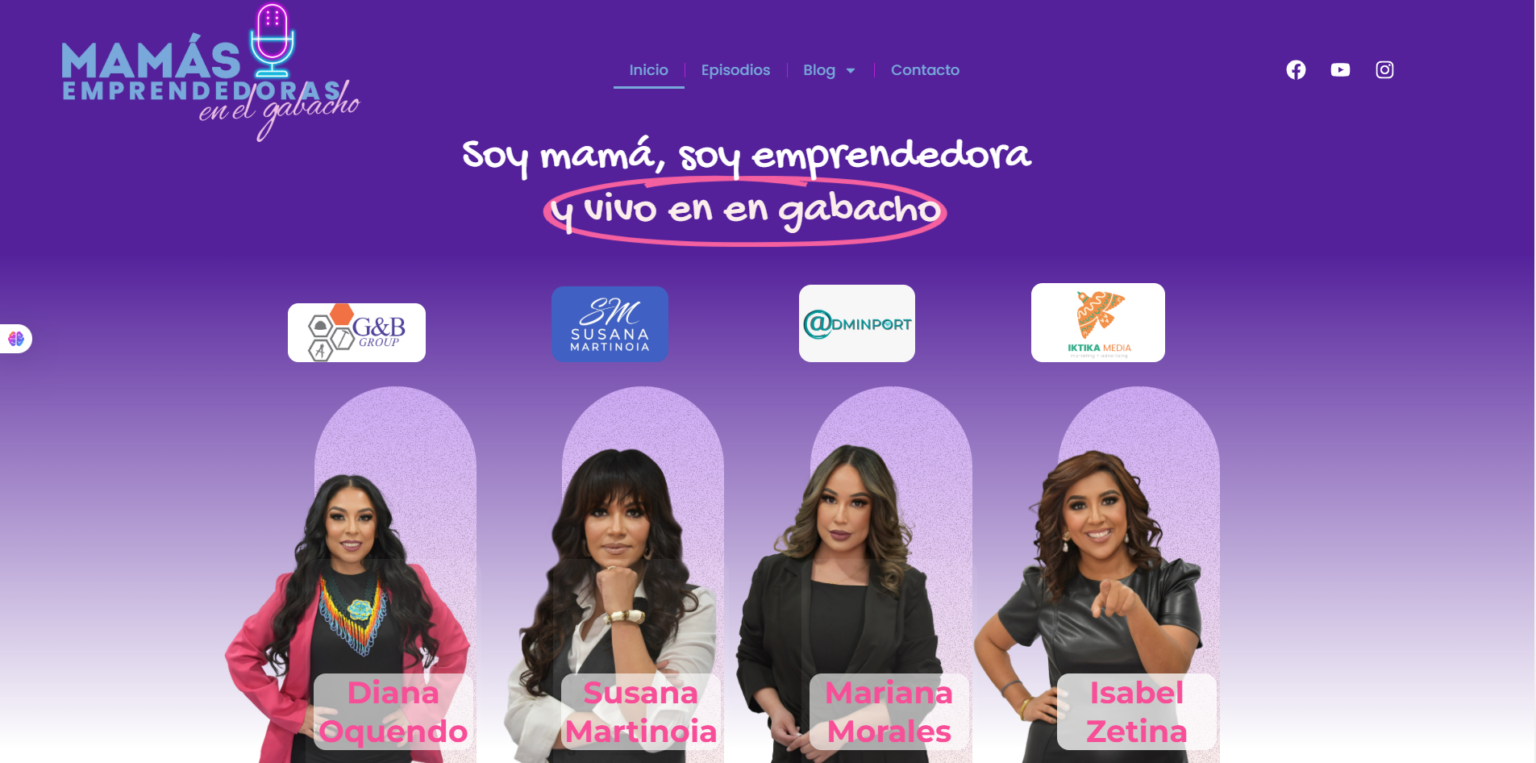 MAMÁS
EMPRENDEDORAS
en el gabacho
Inicio
Episodios
Blog
Contacto
Soy mamá, soy emprendedora
y vivo en en gabacho
G&B
GROUP
SM
SUSANA
MARTINOIA
@DMINPORT
IKTIKA MEDIA
Diana
Oquendo
Susana
Martinoia
Mariana
Morales
Isabel
Zetina